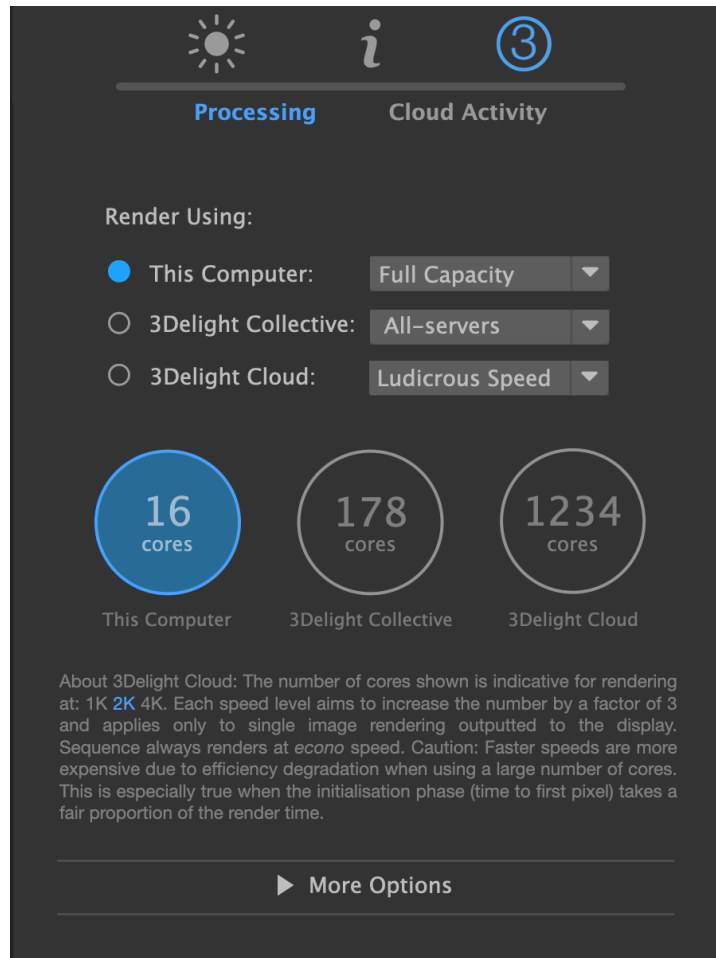 i
3
Processing
Cloud Activity
Render Using:
This Computer:
Full Capacity
3Delight Collective:
All-servers
3Delight Cloud:
Ludicrous Speed
16
cores
178
cores
1234
cores
This Computer
3Delight Collective
3Delight Cloud
About 3Delight Cloud: The number of cores shown is indicative for rendering
at: 1K 2K 4K. Each speed level aims to increase the number by a factor of 3
and applies only to single image rendering outputted to the display.
Sequence always renders at econo speed. Caution: Faster speeds are more
expensive due to efficiency degradation when using a large number of cores.
This is especially true when the initialisation phase (time to first pixel) takes a
fair proportion of the render time.
More Options